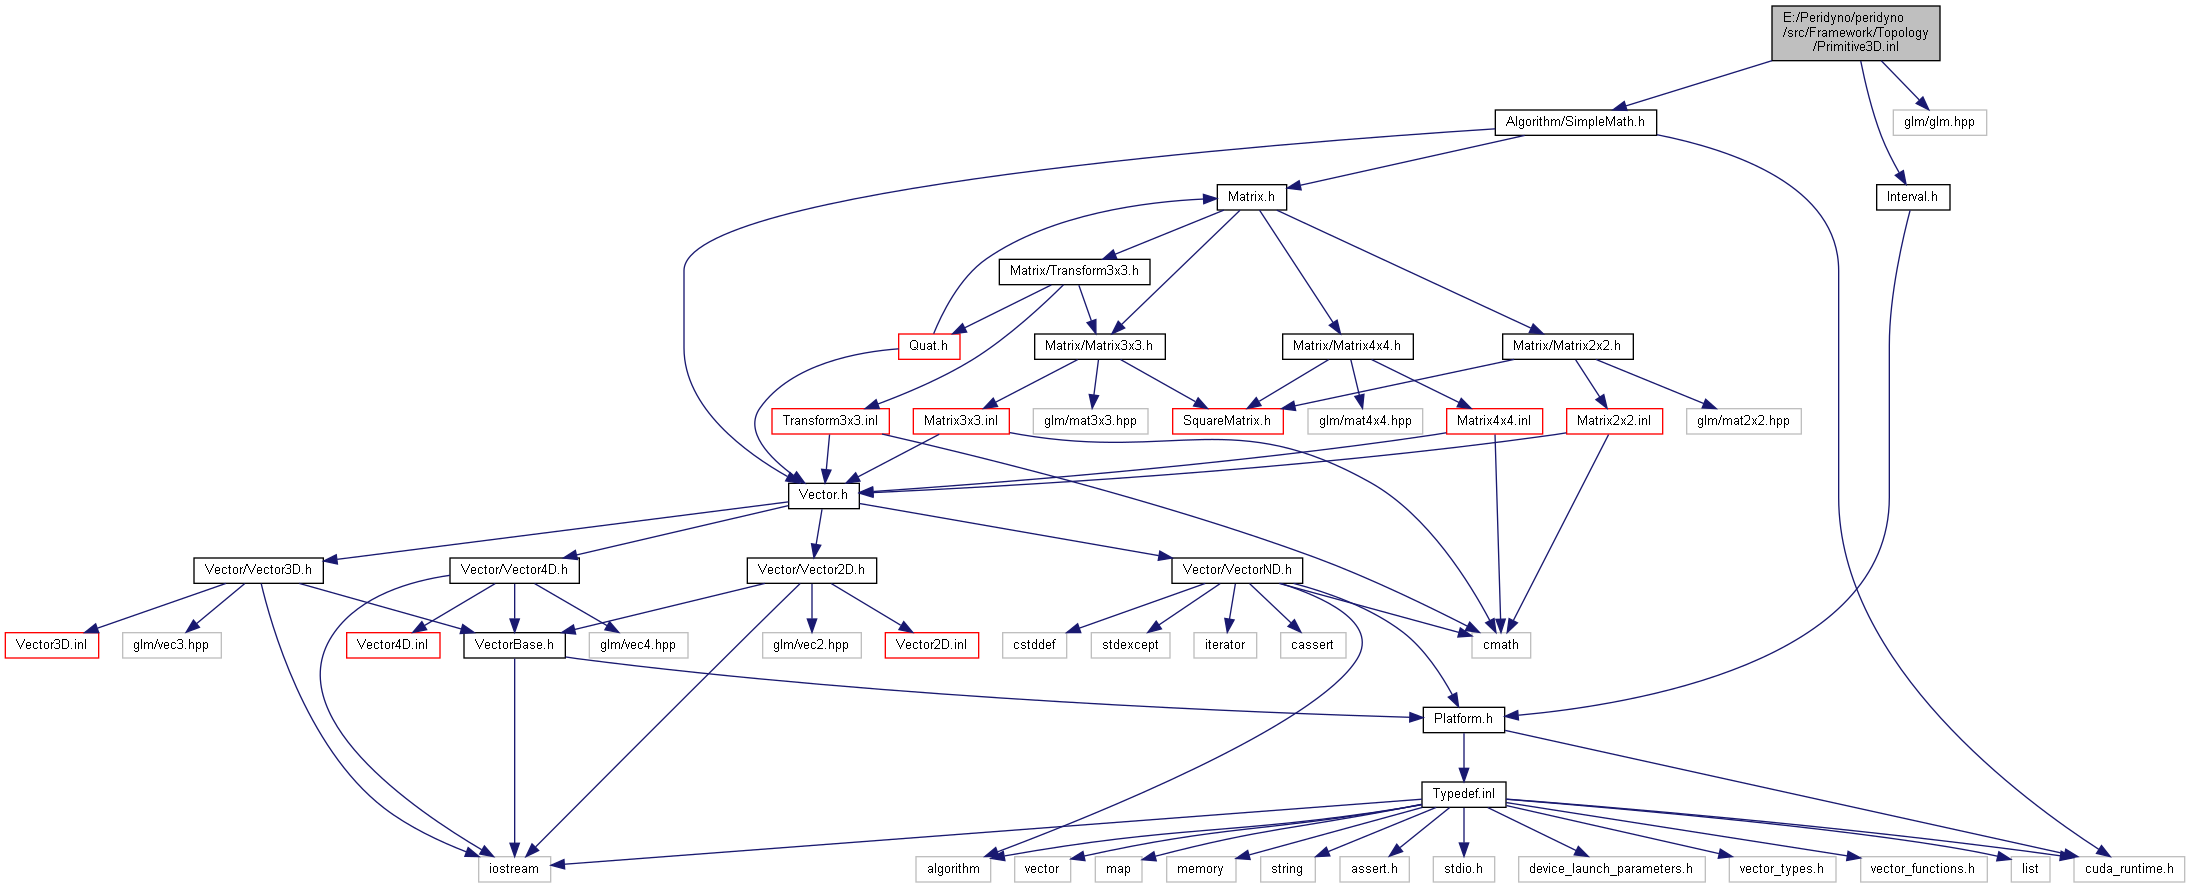 E:/Peridyno/peridyno
/src/Framework/Topology
/Primitive3D.inl
Algorithm/SimpleMath.h
glm/glm.hpp
Matrix.h
Interval.h
Matrix/Transform3x3.h
Quat.h
Matrix/Matrix3x3.h
Matrix/Matrix4x4.h
Matrix/Matrix2x2.h
Transform3x3.inl
Matrix3x3.inl
glm/mat3x3.hpp
SquareMatrix.h
glm/mat4x4.hpp
Matrix4x4.inl
Matrix2x2.inl
glm/mat2x2.hpp
Vector.h
Vector/Vector3D.h
Vector/Vector4D.h
Vector/Vector2D.h
Vector/VectorND.h
Vector3D.inl
glm/vec3.hpp
Vector4D.inl
VectorBase.h
glm/vec4.hpp
glm/vec2.hpp
Vector2D.inl
cstddef
stdexcept
iterator
cassert
cmath
Platform.h
Typedef.inl
iostream
algorithm
vector
map
memory
string
assert.h
stdio.h
device_launch_parameters.h
vector_types.h
vector_functions.h
list
cuda_runtime.h